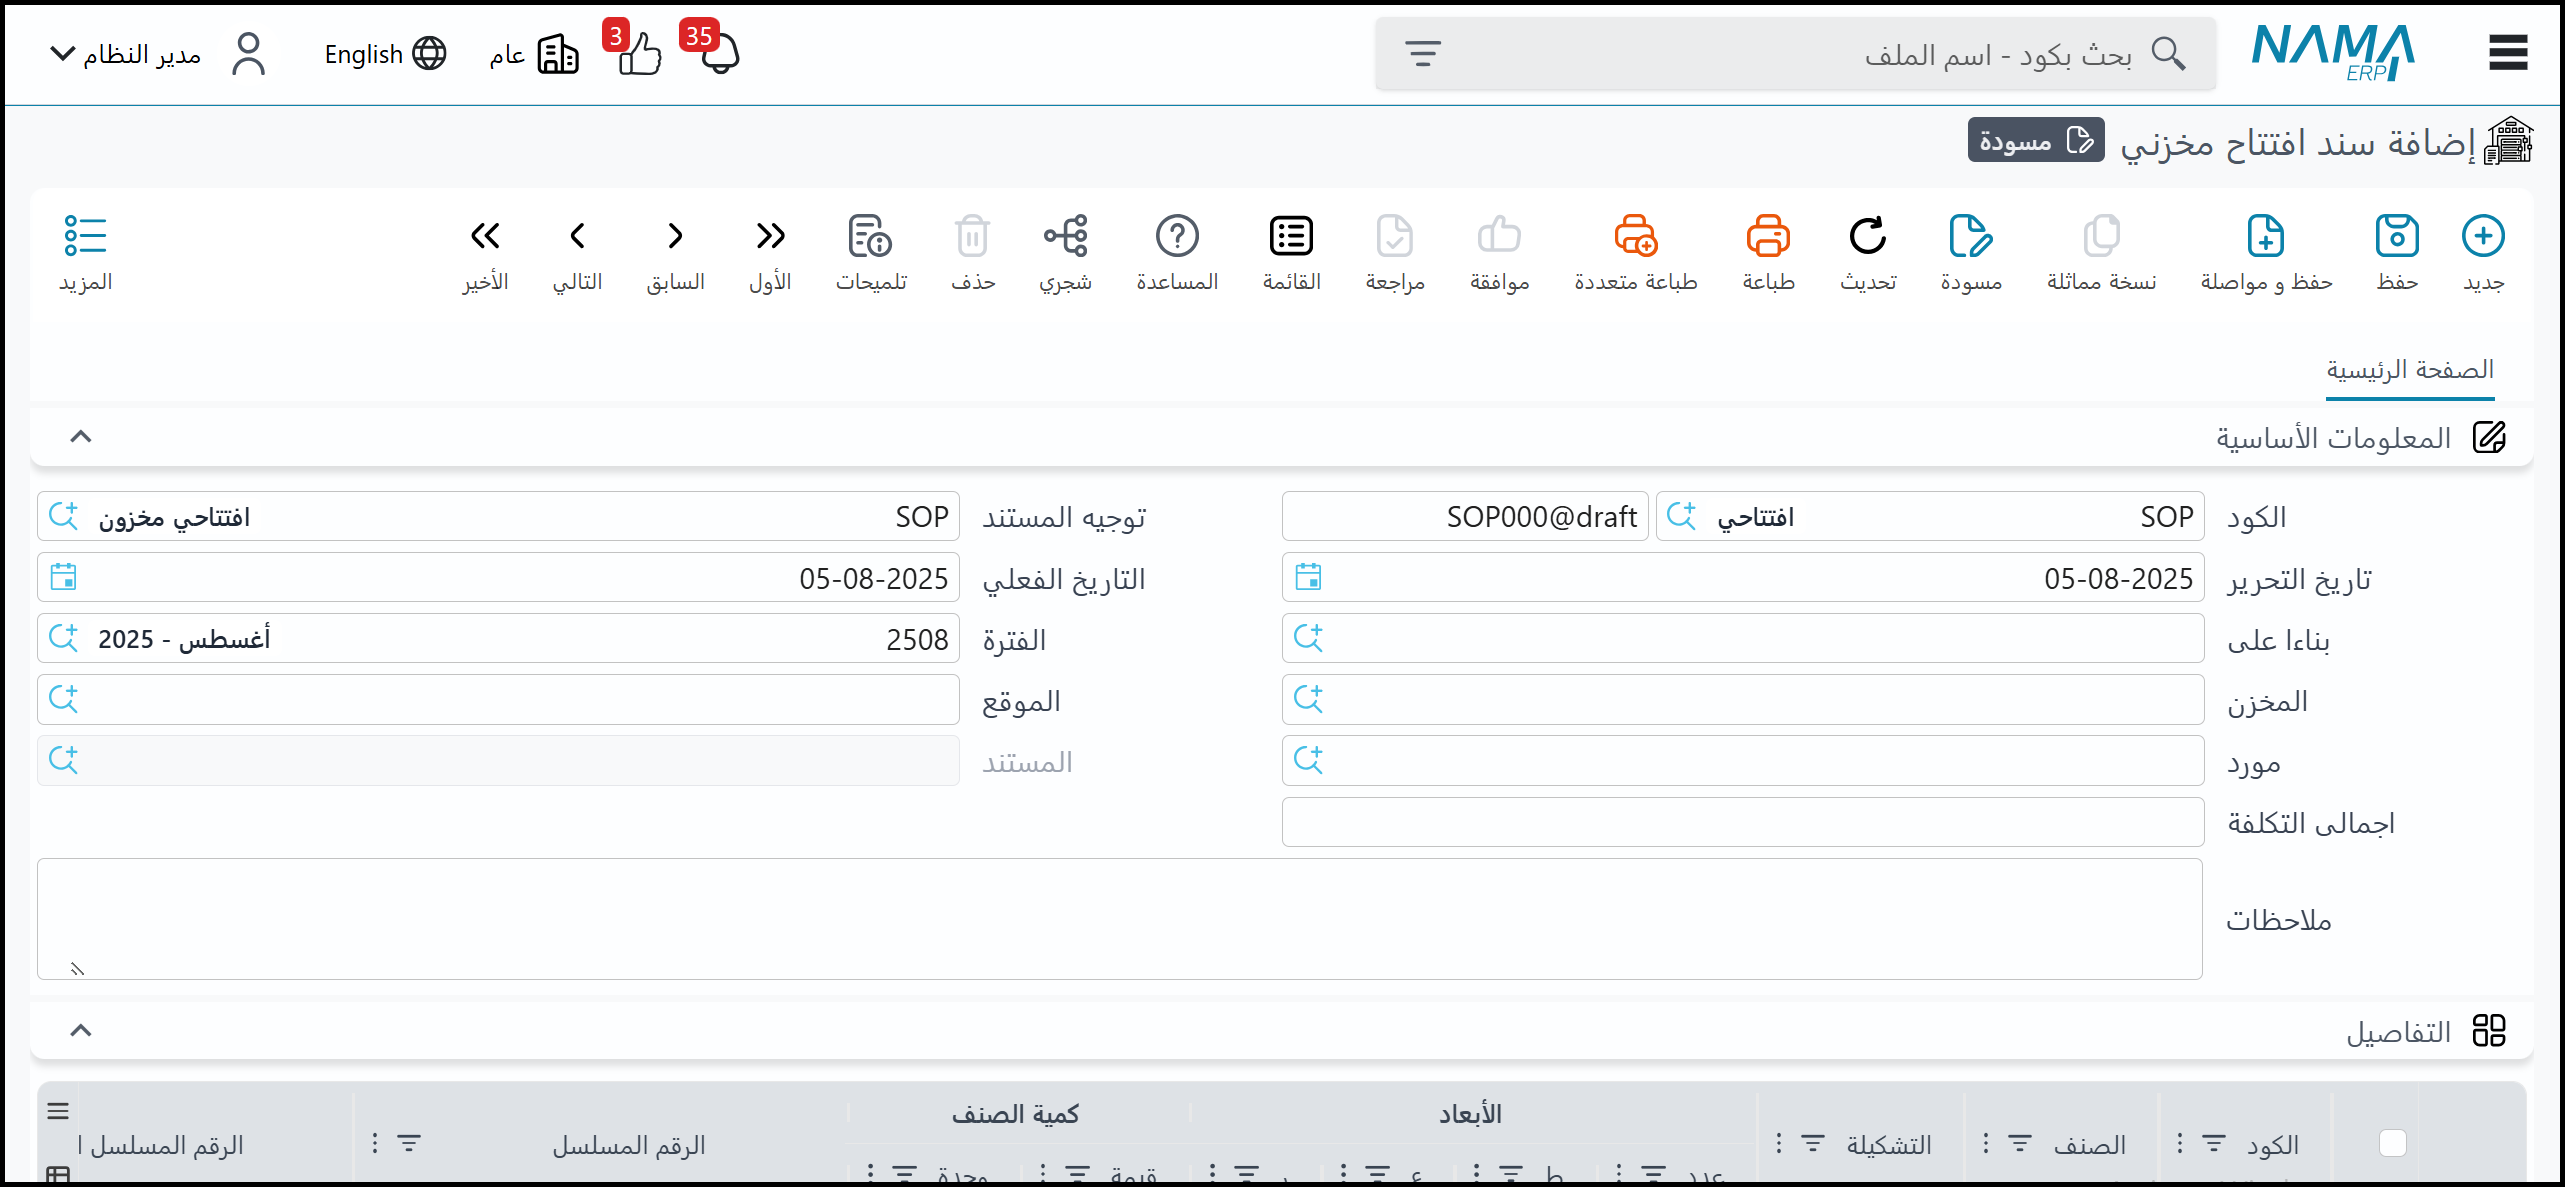 NAMA ERP
بحث بكود - اسم الملف
35
3
عام
English
مدير النظام
إضافة سند افتتاح مخزني
مسودة
جديد
حفظ
حفظ و مواصلة
نسخة مماثلة
مسودة
تحديث
طباعة
طباعة متعددة
موافقة
مراجعة
القائمة
المساعدة
شجري
حذف
تلميحات
الأول
السابق
التالي
الأخير
المزيد
الصفحة الرئيسية
المعلومات الأساسية
الكود SOP افتتاحي SOP000@draft
توجيه المستند SOP افتتاحي مخزون
تاريخ التحرير 05-08-2025
التاريخ الفعلي 05-08-2025
بناءا على
الفترة 2508 أغسطس - 2025
المخزن
الموقع
مورد
المستند
اجمالى التكلفة
ملاحظات
التفاصيل
الأبعاد
كمية الصنف
الكود
الصنف
التشكيلة
الرقم المسلسل
الرقم المسلسل
عدد
ط
ع
قيمة
وحدة